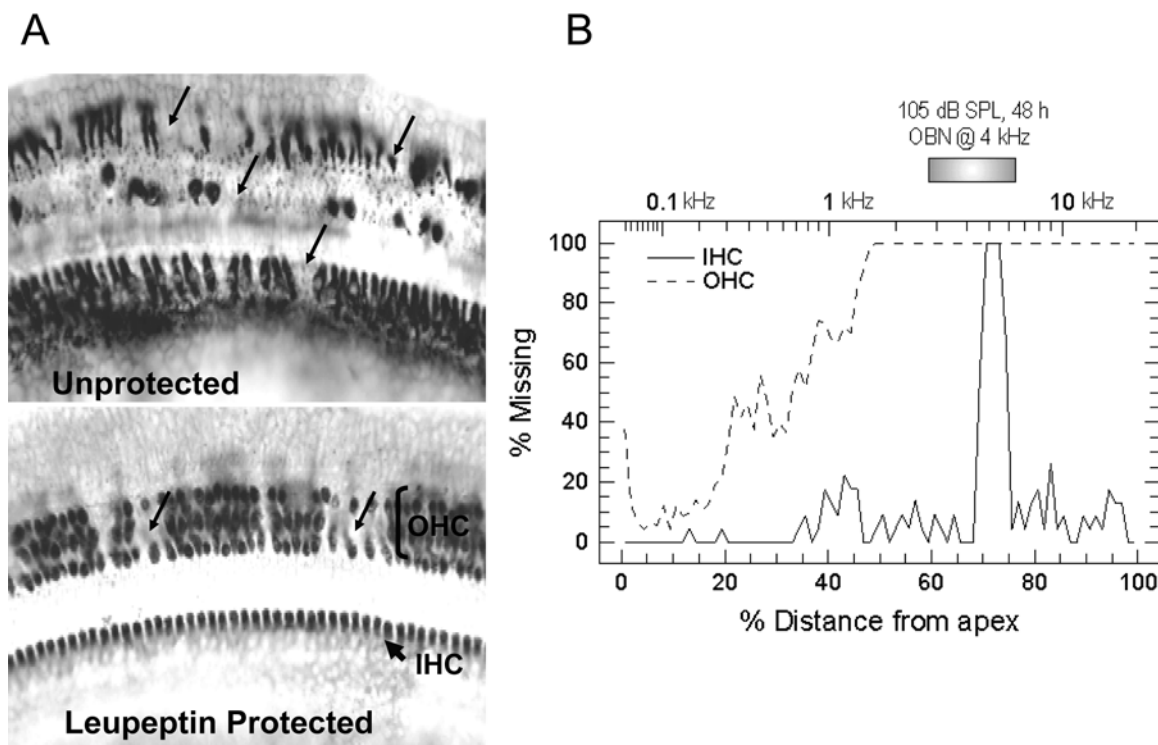 A
Unprotected
OHC
IHC
Leupeptin Protected
B
105 dB SPL, 48 h
OBN @ 4 kHz
0.1 kHz
1 kHz
10 kHz
IHC
OHC
% Missing
100
80
60
40
20
0
0
20
40
60
80
100
% Distance from apex